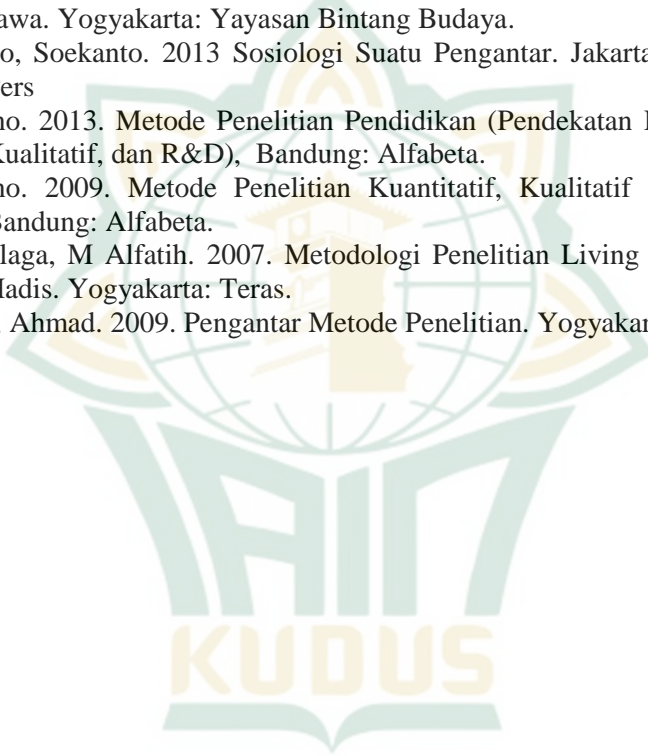 awa. Yogyakarta: Yayasan Bintang Budaya.
o, Soekanto. 2013 Sosiologi Suatu Pengantar. Jakarta
ers
no. 2013. Metode Penelitian Pendidikan (Pendekatan
Kualitatif, dan R&D), Bandung: Alfabeta.
no. 2009. Metode Penelitian Kuantitatif, Kualitatif
Bandung: Alfabeta.
laga, M Alfatih. 2007. Metodologi Penelitian Living
Hadis. Yogyakarta: Teras.
Ahmad. 2009. Pengantar Metode Penelitian. Yogyakar
IAIN
KUDUS